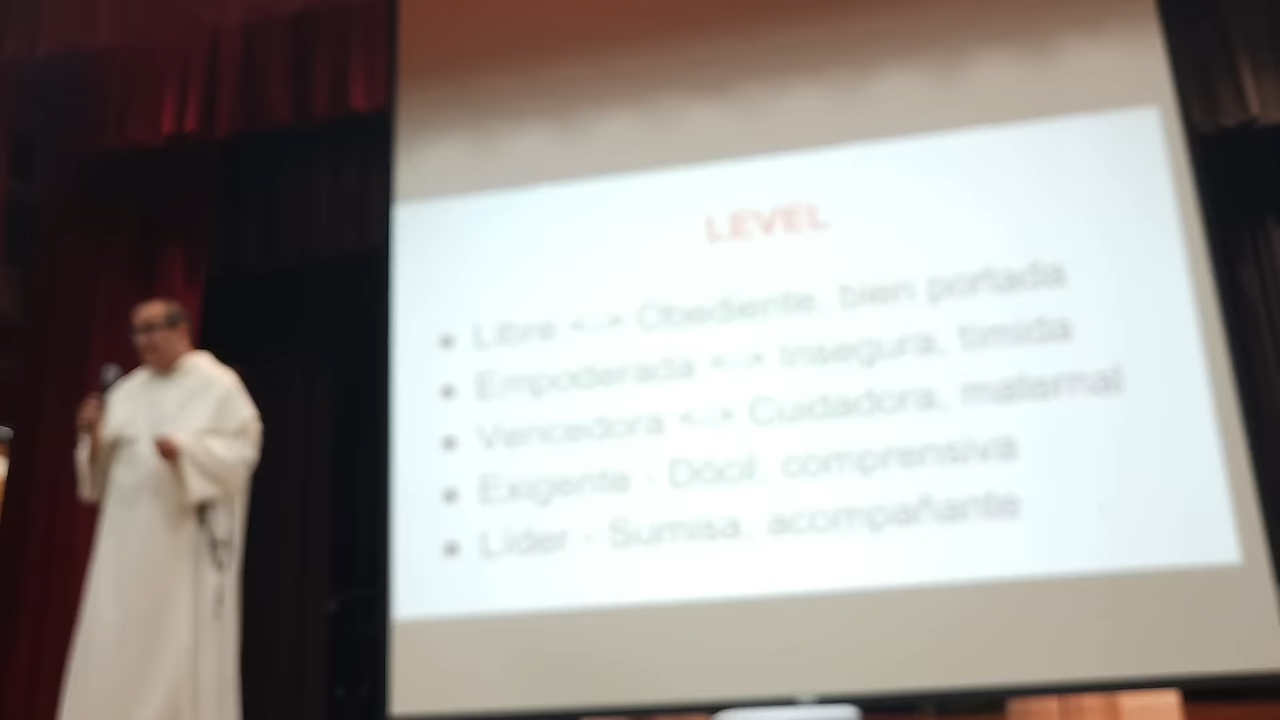 LEVEL
• Libre <--> Obediente, bien portada
• Empoderada <--> Insegura, tímida
• Vencedora <--> Cuidadora, maternal
• Exigente - Dócil, comprensiva
• Líder - Sumisa, acompañante